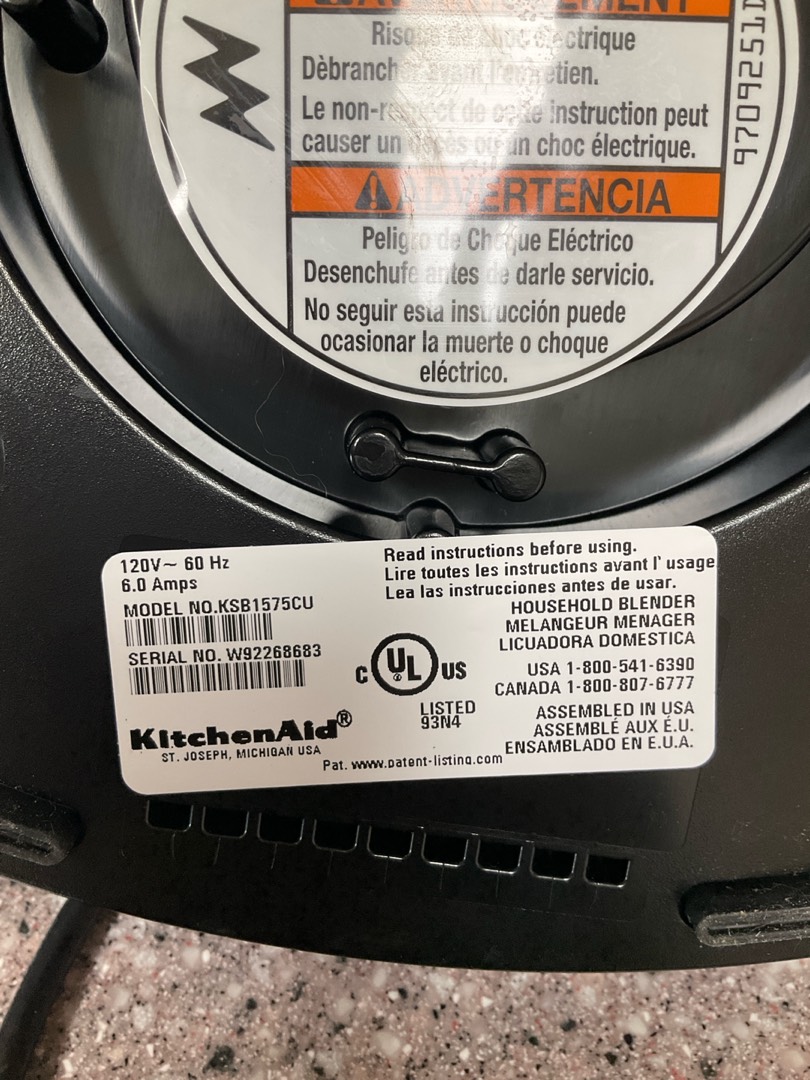 Risque de choc électrique
Dèbrancher avant l'entretien.
Le non-respect de cette instruction peut
causer un décès ou un choc électrique.
ADVERTENCIA
Peligro de Choque Eléctrico
Desenchufe antes de darle servicio.
No seguir esta instrucción puede
ocasionar la muerte o choque
eléctrico.
9709251
120V~ 60 Hz
6.0 Amps
MODEL NO.KSB1575CU
SERIAL NO. W92268683
KitchenAid®
ST. JOSEPH, MICHIGAN USA
Read instructions before using.
Lire toutes les instructions avant l' usage
Lea las instrucciones antes de usar.
HOUSEHOLD BLENDER
MELANGEUR MENAGER
LICUADORA DOMESTICA
C UL US
LISTED
93N4
USA 1-800-541-6390
CANADA 1-800-807-6777
ASSEMBLED IN USA
ASSEMBLÉ AUX É.U.
ENSAMBLADO EN E.U.A.
Pat. www.patent-listing.com